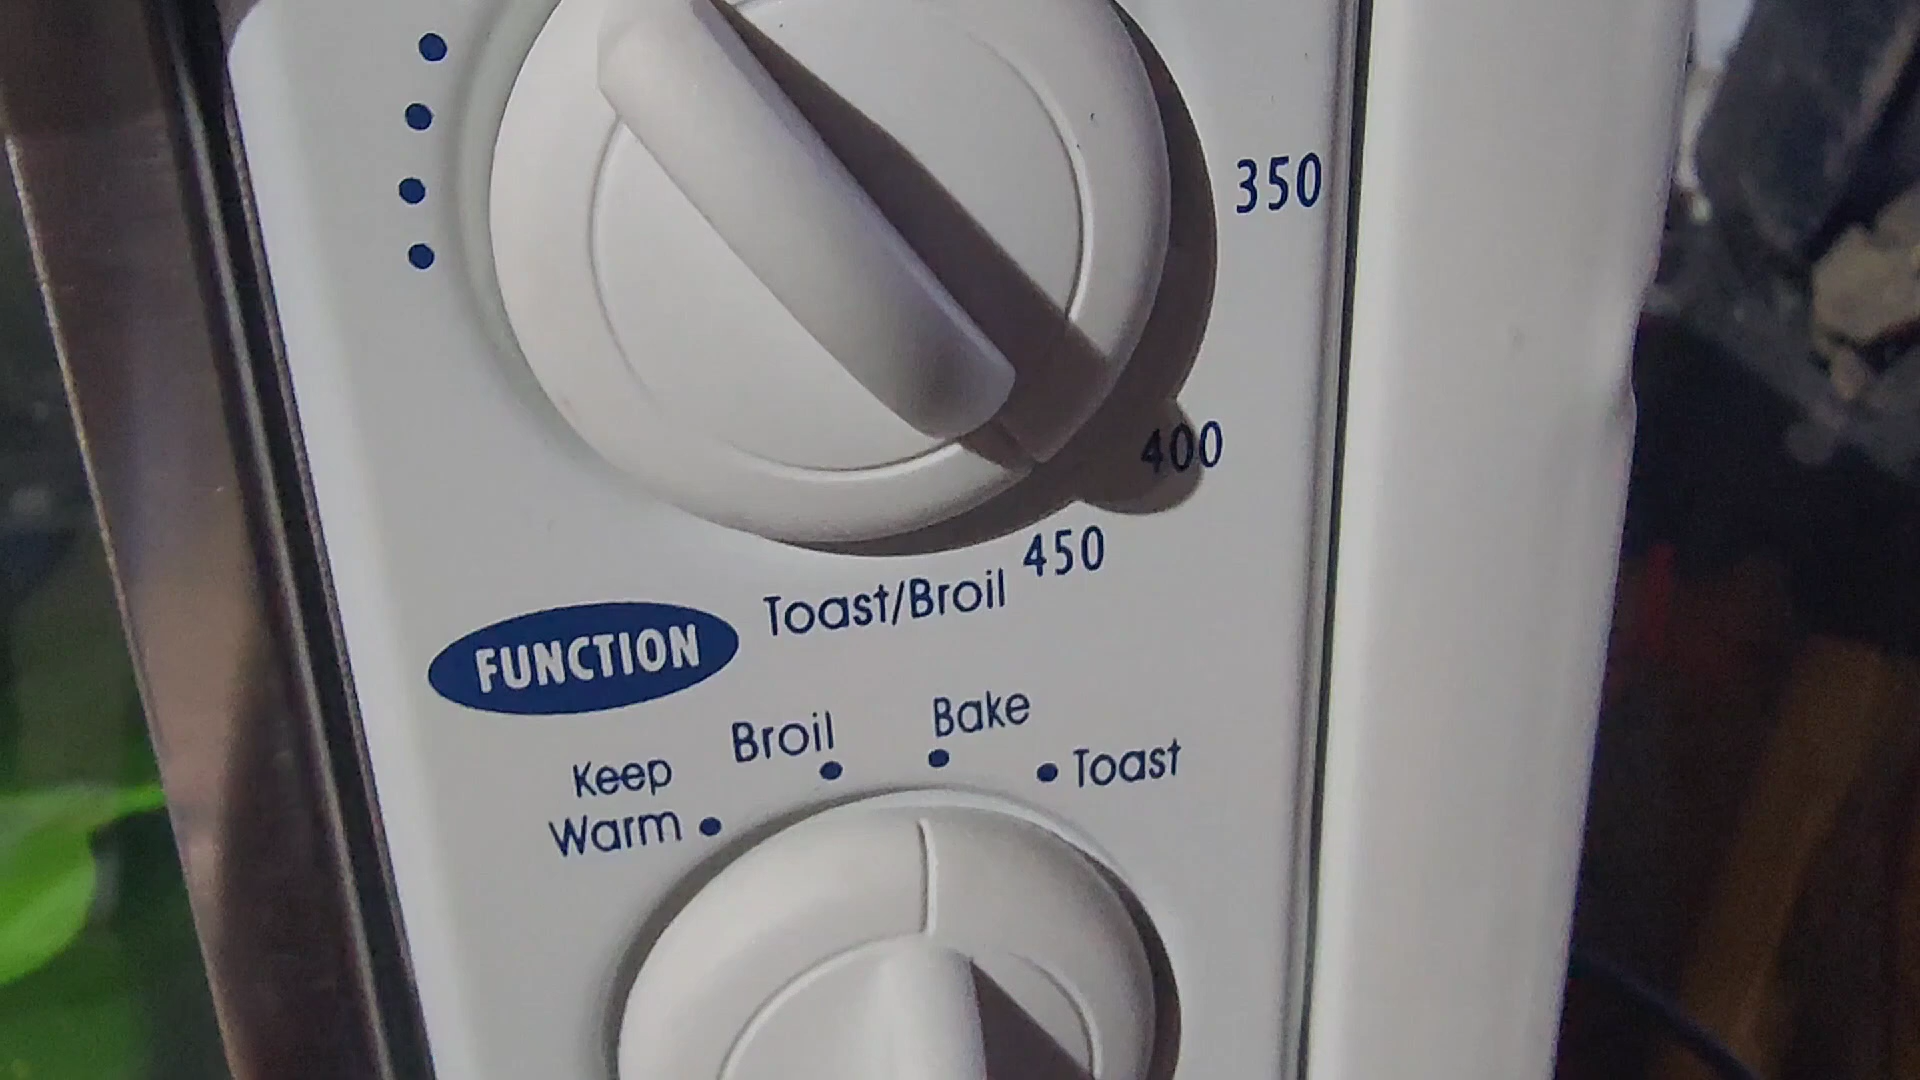 350
400
450
Toast/Broil
FUNCTION
Broil
Bake
Keep
Warm
Toast